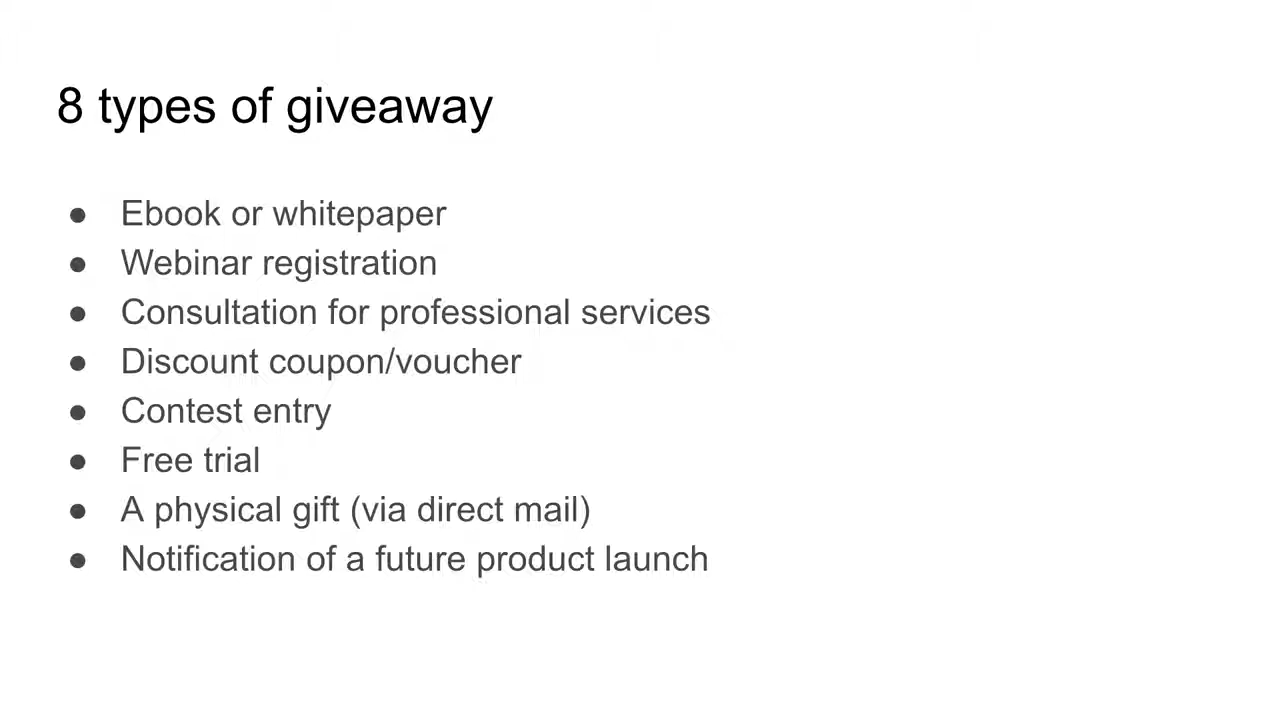 8 types of giveaway
● Ebook or whitepaper
● Webinar registration
● Consultation for professional services
● Discount coupon/voucher
● Contest entry
● Free trial
● A physical gift (via direct mail)
● Notification of a future product launch